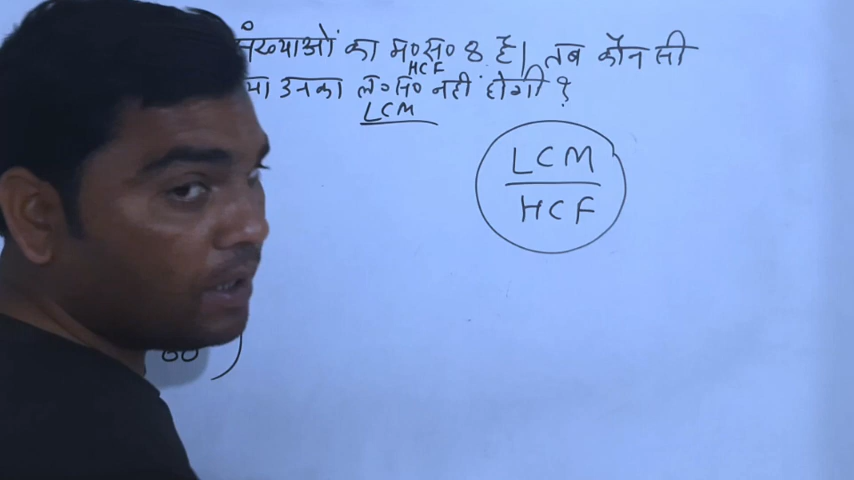 संख्याओं का म०स० 8 है। तब कौन सी
HCF
उनका ल०स० नहीं होगी ?
LCM
LCM
HCF